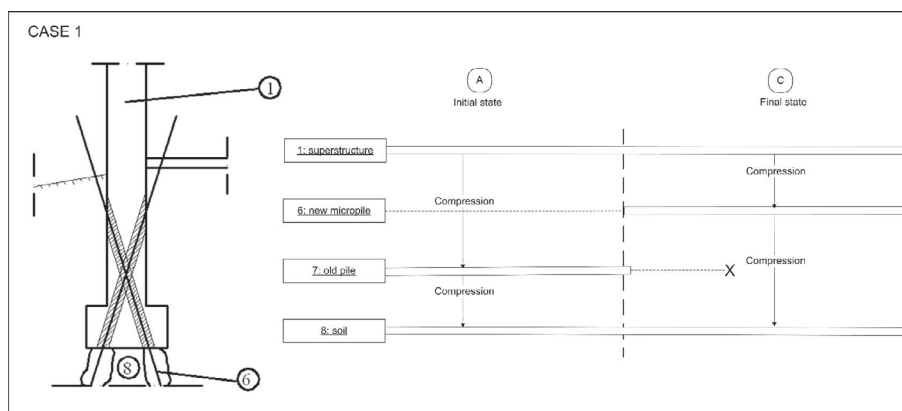 CASE 1
1
8
6
A
Initial state
C
Final state
1: superstructure
Compression
6: new micropile
Compression
7: old pile
X
Compression
Compression
8: soil